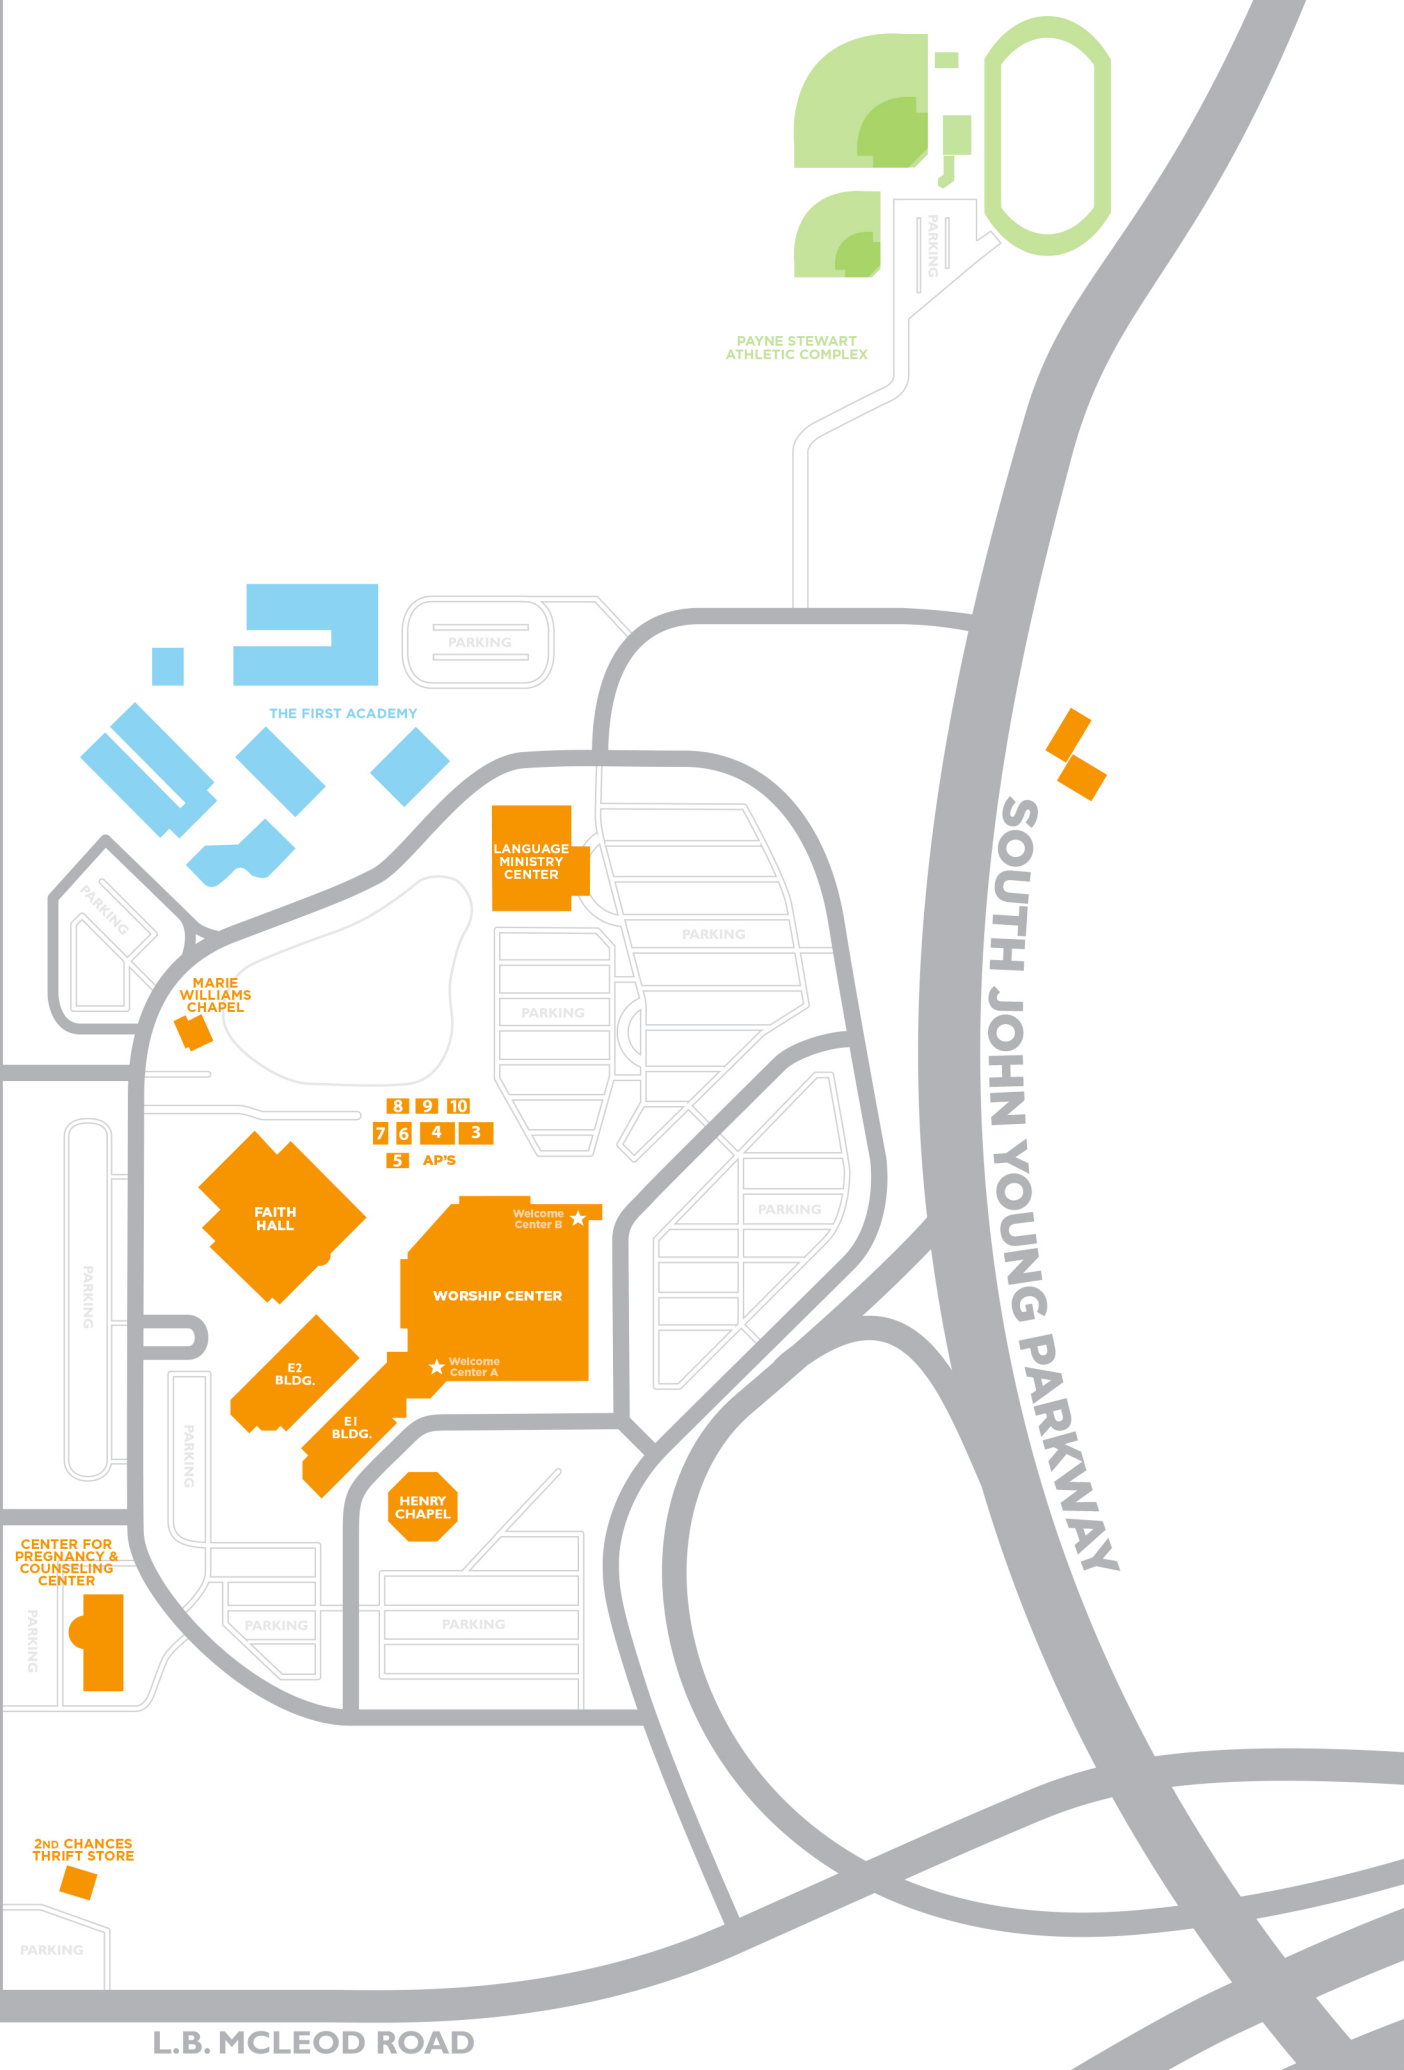 PARKING
PAYNE STEWART
ATHLETIC COMPLEX
PARKING
THE FIRST ACADEMY
SOUTH JOHN YOUNG PARKWAY
LANGUAGE
MINISTRY
CENTER
PARKING
PARKING
MARIE
WILLIAMS
CHAPEL
PARKING
8 9 10
7 6 4 3
5 AP'S
FAITH
HALL
Welcome
Center B
PARKING
WORSHIP CENTER
PARKING
Welcome
Center A
E2
BLDG.
E1
BLDG.
PARKING
HENRY
CHAPEL
CENTER FOR
PREGNANCY &
COUNSELING
CENTER
PARKING
PARKING
PARKING
2ND CHANCES
THRIFT STORE
PARKING
L.B. MCLEOD ROAD